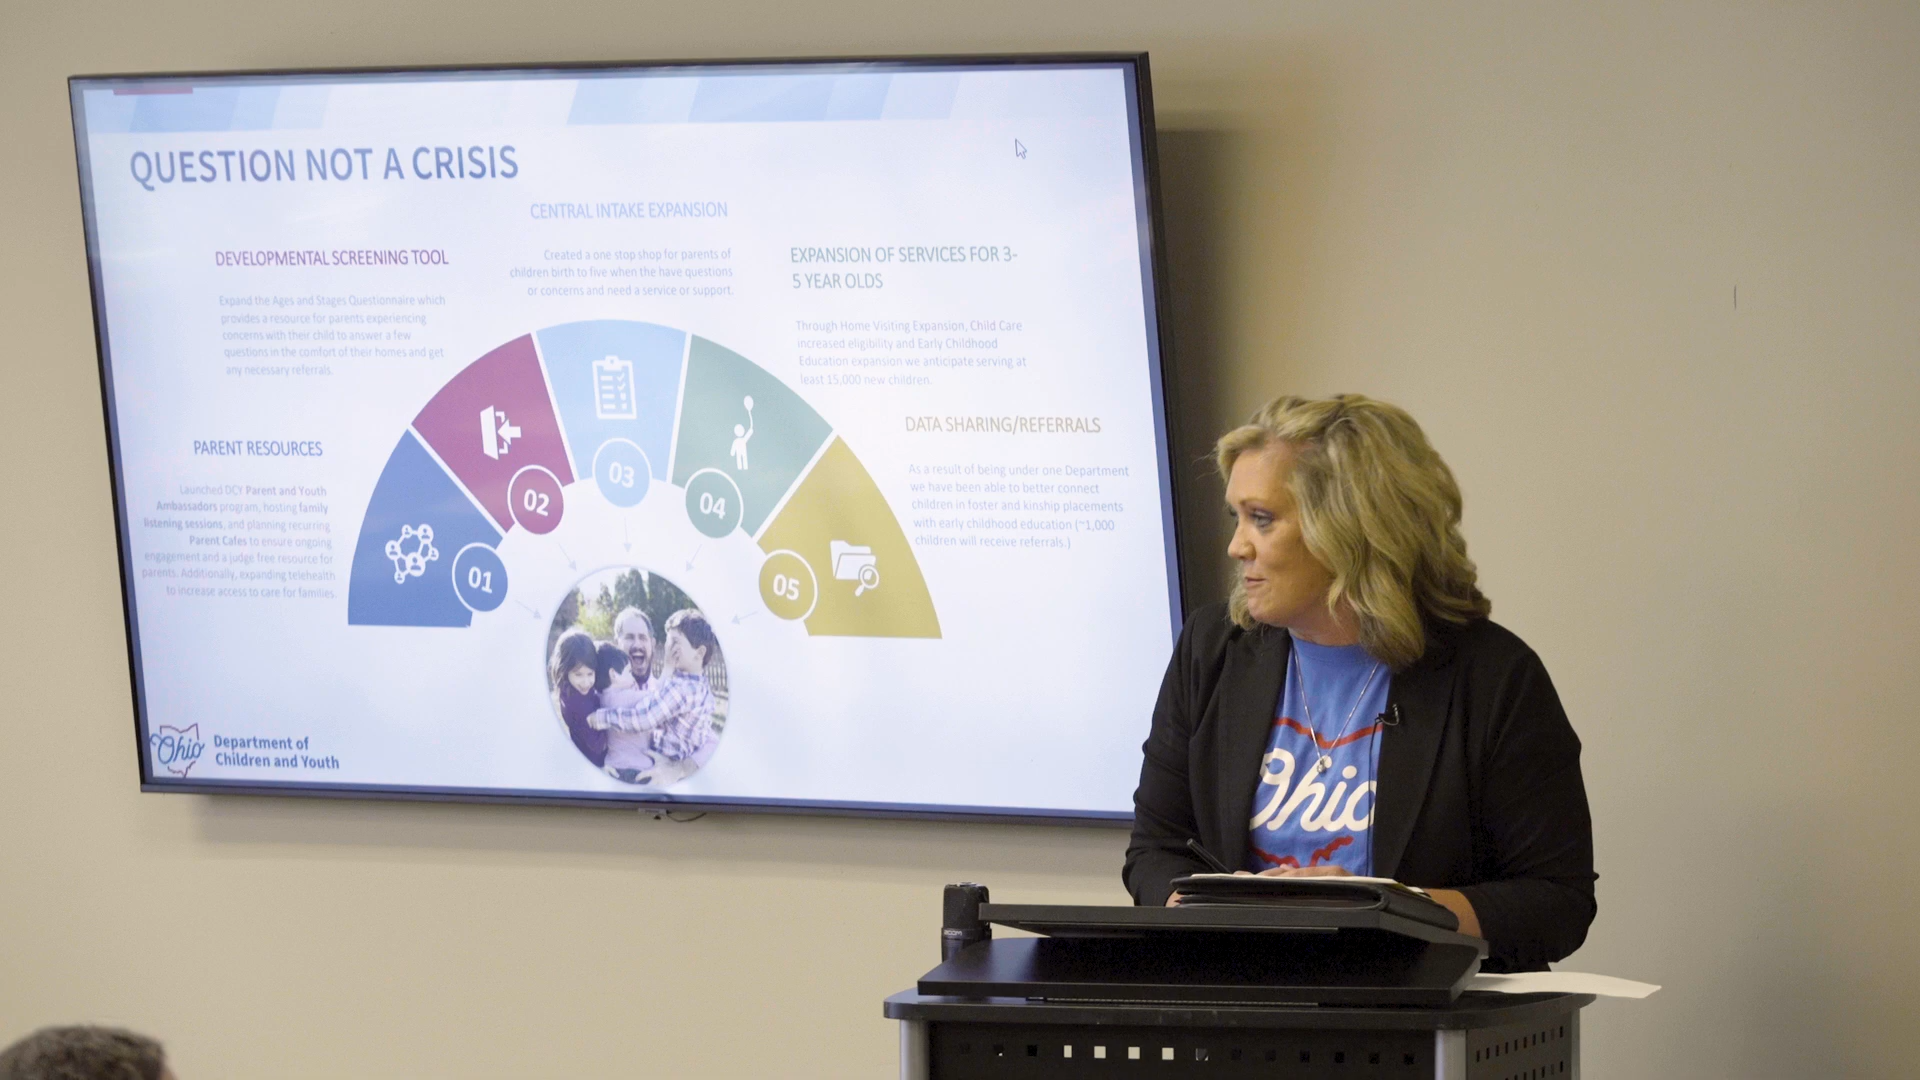 QUESTION NOT A CRISIS
CENTRAL INTAKE EXPANSION
Created a one stop shop for parents of
children birth to five when the have questions
or concerns and need a service or support.
DEVELOPMENTAL SCREENING TOOL
Expand the Ages and Stages Questionnaire which
provides a resource for parents experiencing
concerns with their child to answer a few
questions in the comfort of their homes and get
any necessary referrals.
EXPANSION OF SERVICES FOR 3-
5 YEAR OLDS
Through Home Visiting Expansion, Child Care
increased eligibility and Early Childhood
Education expansion we anticipate serving at
least 15,000 new children.
PARENT RESOURCES
Launched DCY Parent and Youth
Ambassadors program, hosting family
listening sessions, and planning recurring
Parent Cafes to ensure ongoing
engagement and a judge free resource for
parents. Additionally, expanding telehealth
to increase access to care for families.
DATA SHARING/REFERRALS
As a result of being under one Department
we have been able to better connect
children in foster and kinship placements
with early childhood education (~1,000
children will receive referrals.)
01
02
03
04
05
Ohio
Department of
Children and Youth
Ohio
zoom